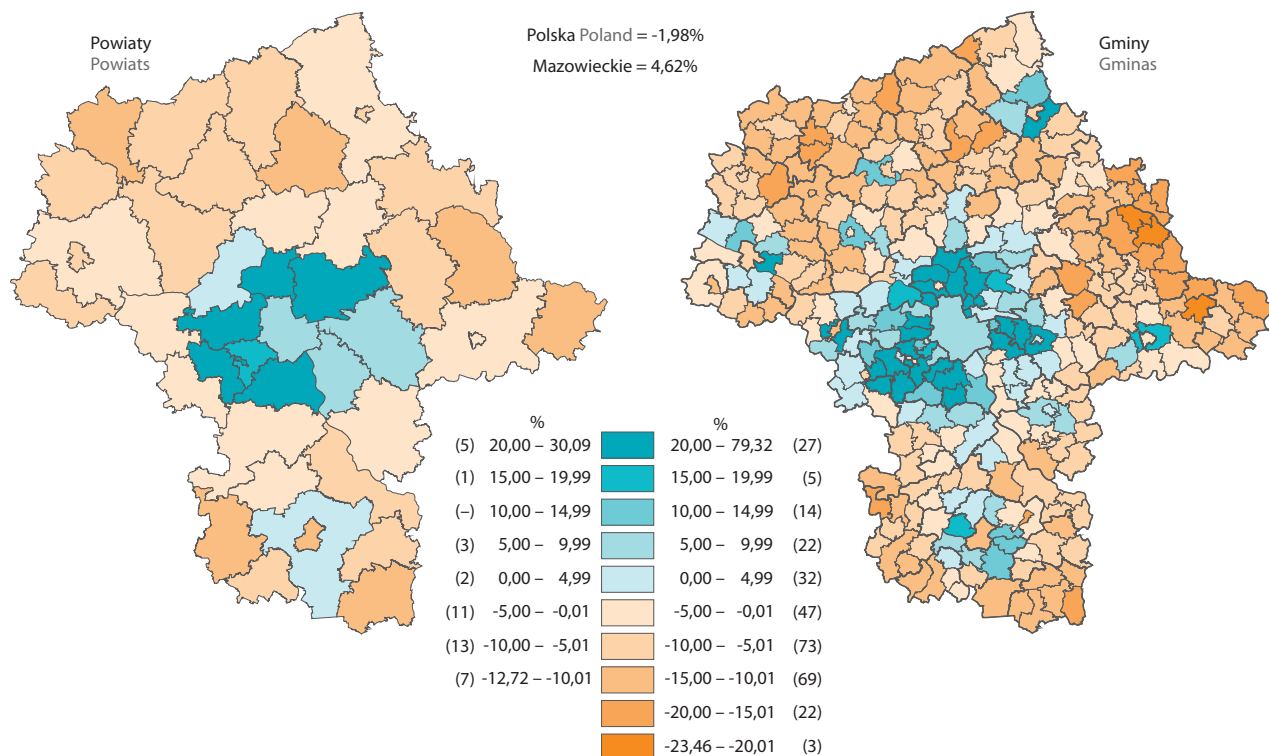 Powiaty
Powiats
Polska Poland = -1,98%
Mazowieckie = 4,62%
Gminy
Gminas
% %
(5) 20,00 – 30,09 20,00 – 79,32 (27)
(1) 15,00 – 19,99 15,00 – 19,99 (5)
(–) 10,00 – 14,99 10,00 – 14,99 (14)
(3) 5,00 – 9,99 5,00 – 9,99 (22)
(2) 0,00 – 4,99 0,00 – 4,99 (32)
(11) -5,00 – -0,01 -5,00 – -0,01 (47)
(13) -10,00 – -5,01 -10,00 – -5,01 (73)
(7) -12,72 – -10,01 -15,00 – -10,01 (69)
-20,00 – -15,01 (22)
-23,46 – -20,01 (3)